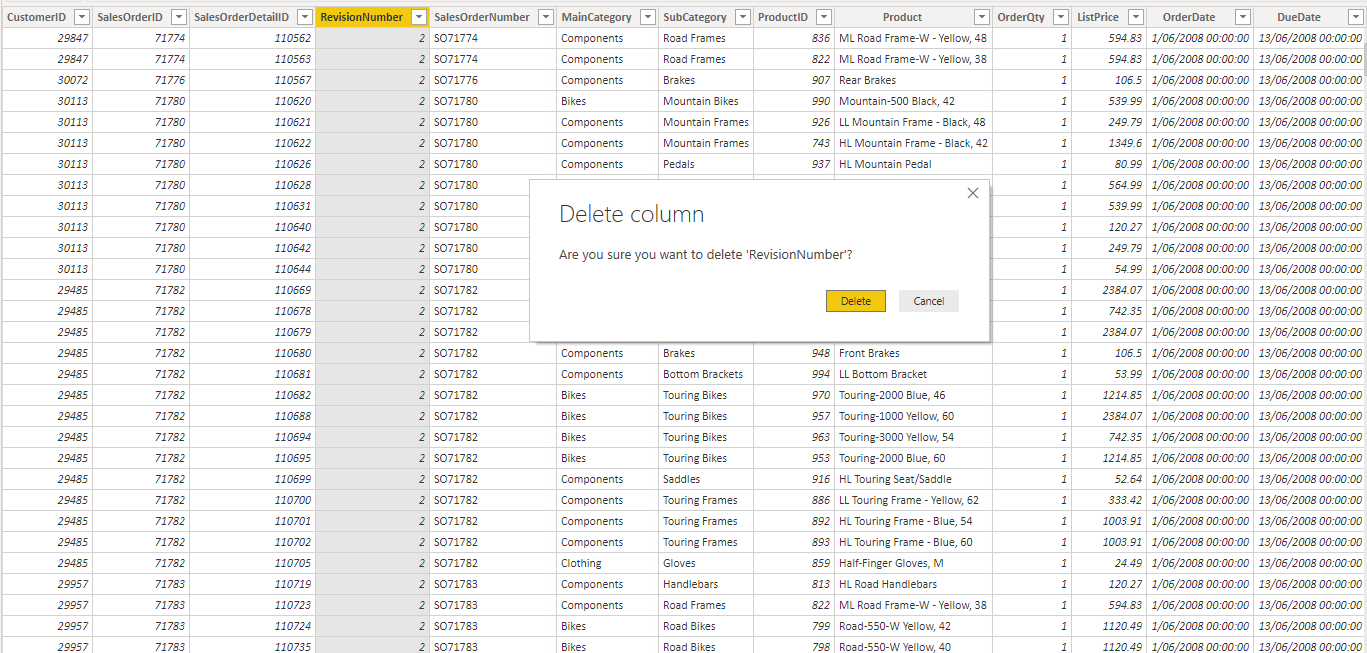 CustomerID SalesOrderID SalesOrderDetailID RevisionNumber SalesOrderNumber MainCategory SubCategory ProductID Product OrderQty ListPrice OrderDate DueDate
29847 71774 110562 2 SO71774 Components Road Frames 836 ML Road Frame-W - Yellow, 48 1 594.83 1/06/2008 00:00:00 13/06/2008 00:00:00
29847 71774 110563 2 SO71774 Components Road Frames 822 ML Road Frame-W - Yellow, 38 1 594.83 1/06/2008 00:00:00 13/06/2008 00:00:00
30072 71776 110567 2 SO71776 Components Brakes 907 Rear Brakes 1 106.5 1/06/2008 00:00:00 13/06/2008 00:00:00
30113 71780 110620 2 SO71780 Bikes Mountain Bikes 990 Mountain-500 Black, 42 1 539.99 1/06/2008 00:00:00 13/06/2008 00:00:00
30113 71780 110621 2 SO71780 Components Mountain Frames 926 LL Mountain Frame - Black, 48 1 249.79 1/06/2008 00:00:00 13/06/2008 00:00:00
30113 71780 110622 2 SO71780 Components Mountain Frames 743 HL Mountain Frame - Black, 42 1 1349.6 1/06/2008 00:00:00 13/06/2008 00:00:00
30113 71780 110626 2 SO71780 Components Pedals 937 HL Mountain Pedal 1 80.99 1/06/2008 00:00:00 13/06/2008 00:00:00
30113 71780 110628 2 SO71780 1 564.99 1/06/2008 00:00:00 13/06/2008 00:00:00
30113 71780 110631 2 SO71780 1 539.99 1/06/2008 00:00:00 13/06/2008 00:00:00
30113 71780 110640 2 SO71780 1 120.27 1/06/2008 00:00:00 13/06/2008 00:00:00
30113 71780 110642 2 SO71780 1 249.79 1/06/2008 00:00:00 13/06/2008 00:00:00
30113 71780 110644 2 SO71780 1 54.99 1/06/2008 00:00:00 13/06/2008 00:00:00
29485 71782 110669 2 SO71782 1 2384.07 1/06/2008 00:00:00 13/06/2008 00:00:00
29485 71782 110678 2 SO71782 1 742.35 1/06/2008 00:00:00 13/06/2008 00:00:00
29485 71782 110679 2 SO71782 1 2384.07 1/06/2008 00:00:00 13/06/2008 00:00:00
Delete column
Are you sure you want to delete 'RevisionNumber'?
Delete Cancel
29485 71782 110680 2 SO71782 Components Brakes 948 Front Brakes 1 106.5 1/06/2008 00:00:00 13/06/2008 00:00:00
29485 71782 110681 2 SO71782 Components Bottom Brackets 994 LL Bottom Bracket 1 53.99 1/06/2008 00:00:00 13/06/2008 00:00:00
29485 71782 110682 2 SO71782 Bikes Touring Bikes 970 Touring-2000 Blue, 46 1 1214.85 1/06/2008 00:00:00 13/06/2008 00:00:00
29485 71782 110688 2 SO71782 Bikes Touring Bikes 957 Touring-1000 Yellow, 60 1 2384.07 1/06/2008 00:00:00 13/06/2008 00:00:00
29485 71782 110694 2 SO71782 Bikes Touring Bikes 963 Touring-3000 Yellow, 54 1 742.35 1/06/2008 00:00:00 13/06/2008 00:00:00
29485 71782 110695 2 SO71782 Bikes Touring Bikes 953 Touring-2000 Blue, 60 1 1214.85 1/06/2008 00:00:00 13/06/2008 00:00:00
29485 71782 110699 2 SO71782 Components Saddles 916 HL Touring Seat/Saddle 1 52.64 1/06/2008 00:00:00 13/06/2008 00:00:00
29485 71782 110700 2 SO71782 Components Touring Frames 886 LL Touring Frame - Yellow, 62 1 333.42 1/06/2008 00:00:00 13/06/2008 00:00:00
29485 71782 110701 2 SO71782 Components Touring Frames 892 HL Touring Frame - Blue, 54 1 1003.91 1/06/2008 00:00:00 13/06/2008 00:00:00
29485 71782 110702 2 SO71782 Components Touring Frames 893 HL Touring Frame - Blue, 60 1 1003.91 1/06/2008 00:00:00 13/06/2008 00:00:00
29485 71782 110705 2 SO71782 Clothing Gloves 859 Half-Finger Gloves, M 1 24.49 1/06/2008 00:00:00 13/06/2008 00:00:00
29957 71783 110719 2 SO71783 Components Handlebars 813 HL Road Handlebars 1 120.27 1/06/2008 00:00:00 13/06/2008 00:00:00
29957 71783 110723 2 SO71783 Components Road Frames 822 ML Road Frame-W - Yellow, 38 1 594.83 1/06/2008 00:00:00 13/06/2008 00:00:00
29957 71783 110724 2 SO71783 Bikes Road Bikes 799 Road-550-W Yellow, 42 1 1120.49 1/06/2008 00:00:00 13/06/2008 00:00:00
29957 71783 110735 2 SO71783 Bikes Road Bikes 798 Road-550-W Yellow, 40 1 1120.49 1/06/2008 00:00:00 13/06/2008 00:00:00